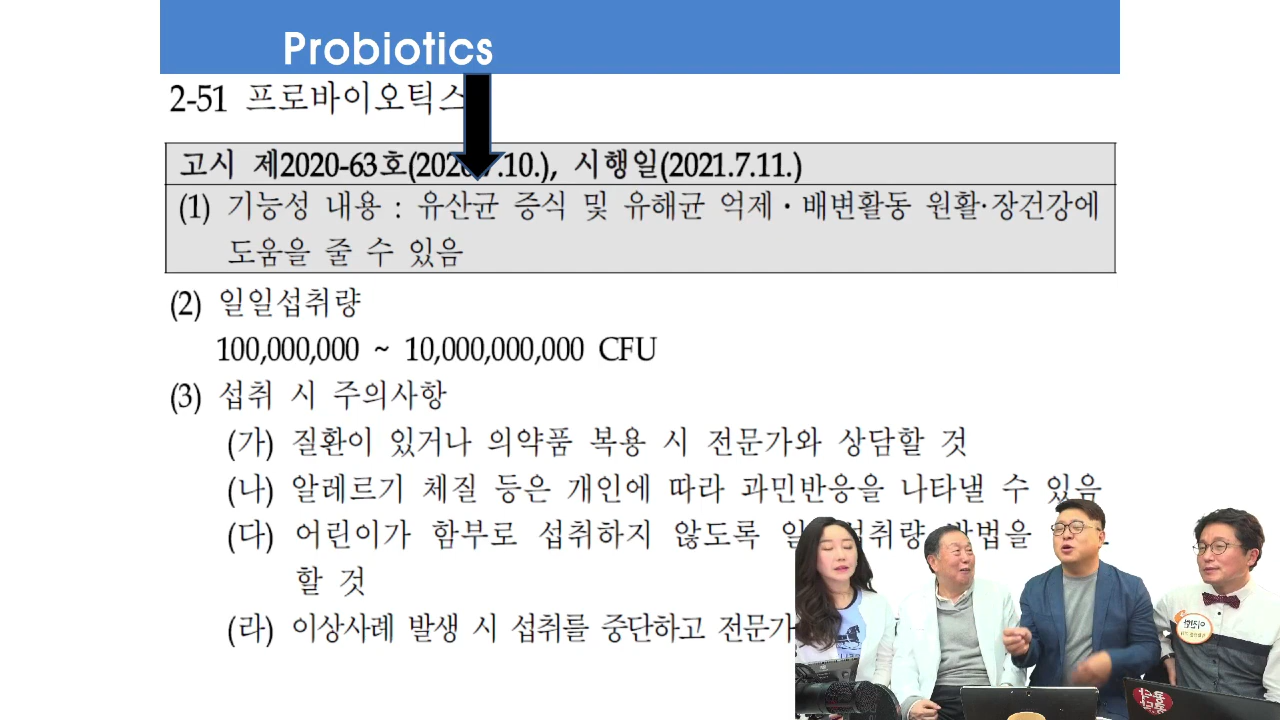 Probiotics
2-51 프로바이오틱스
고시 제2020-63호(2020.7.10.), 시행일(2021.7.11.)
(1) 기능성 내용 : 유산균 증식 및 유해균 억제·배변활동 원활·장건강에
도움을 줄 수 있음
(2) 일일섭취량
100,000,000 ~ 10,000,000,000 CFU
(3) 섭취 시 주의사항
(가) 질환이 있거나 의약품 복용 시 전문가와 상담할 것
(나) 알레르기 체질 등은 개인에 따라 과민반응을 나타낼 수 있음
(다) 어린이가 함부로 섭취하지 않도록 일일섭취량 방법을
할 것
(라) 이상사례 발생 시 섭취를 중단하고 전문가